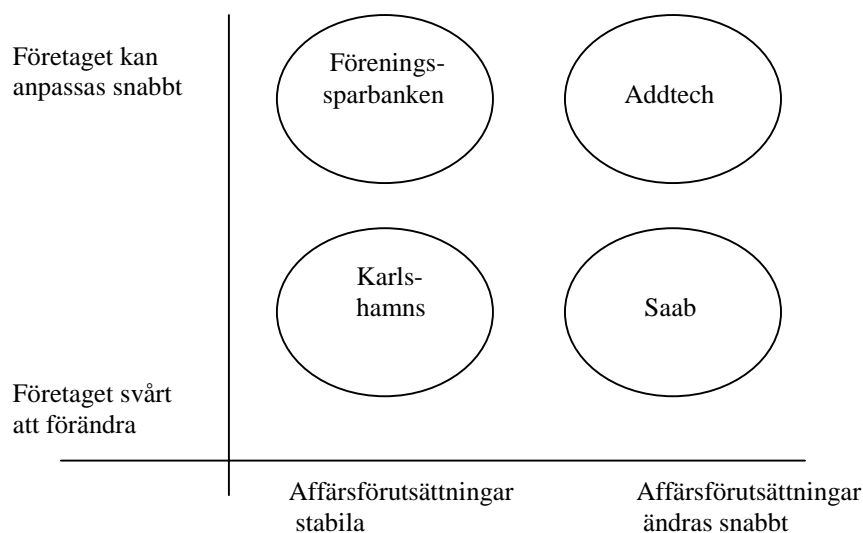 Företaget kan
anpassas snabbt
Förenings-
sparbanken
Addtech
Karls-
hamns
Saab
Företaget svårt
att förändra
Affärsförutsättningar
stabila
Affärsförutsättningar
ändras snabbt